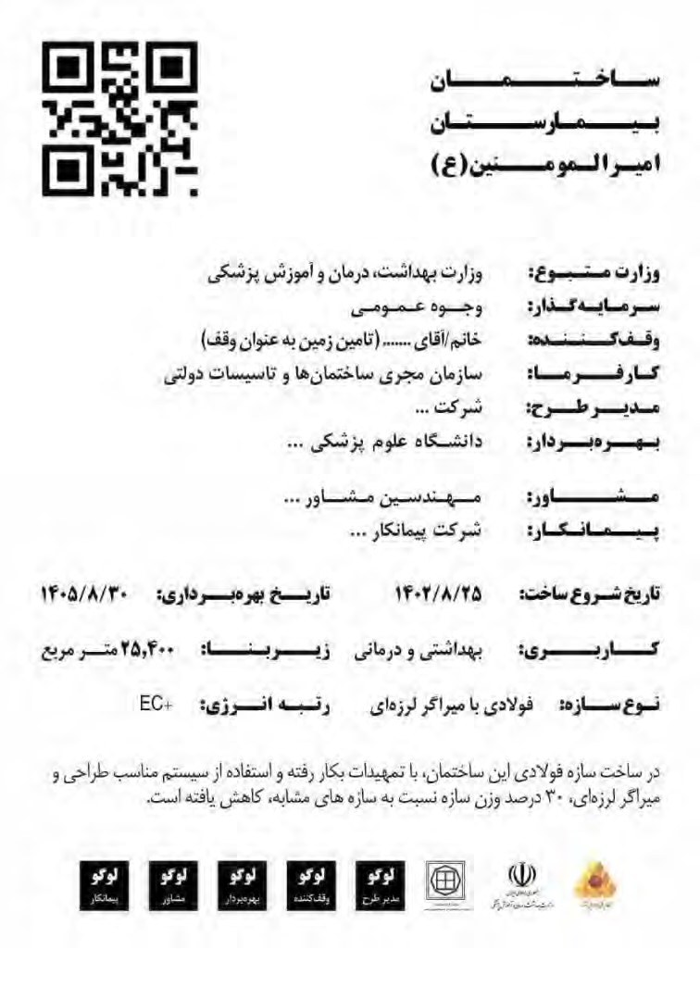 ساختمان
بیمارستان
امیرالمومنین(ع)
وزارت متبوع: وزارت بهداشت، درمان و آموزش پزشکی
سرمایه‌گذار: وجوه عمومی
وقف‌کننده: خانم/آقای ....... (تامین زمین به عنوان وقف)
کارفرما: سازمان مجری ساختمان‌ها و تاسیسات دولتی
مدیر طرح: شرکت ...
بهره‌بردار: دانشگاه علوم پزشکی ...
مشاور: مهندسین مشاور ...
پیمانکار: شرکت پیمانکار ...
تاریخ شروع ساخت: ۱۴۰۲/۸/۲۵ تاریخ بهره‌برداری: ۱۴۰۵/۸/۳۰
کاربری: بهداشتی و درمانی زیربنا: ۲۵,۴۰۰ متر مربع
نوع سازه: فولادی با میراگر لرزه‌ای رتبه انرژی: EC+
در ساخت سازه فولادی این ساختمان، با تمهیدات بکار رفته و استفاده از سیستم مناسب طراحی و
میراگر لرزه‌ای، ۳۰ درصد وزن سازه نسبت به سازه های مشابه، کاهش یافته است.
لوگو مدیر طرح
لوگو وقف‌کننده
لوگو بهره‌بردار
لوگو مشاور
لوگو پیمانکار